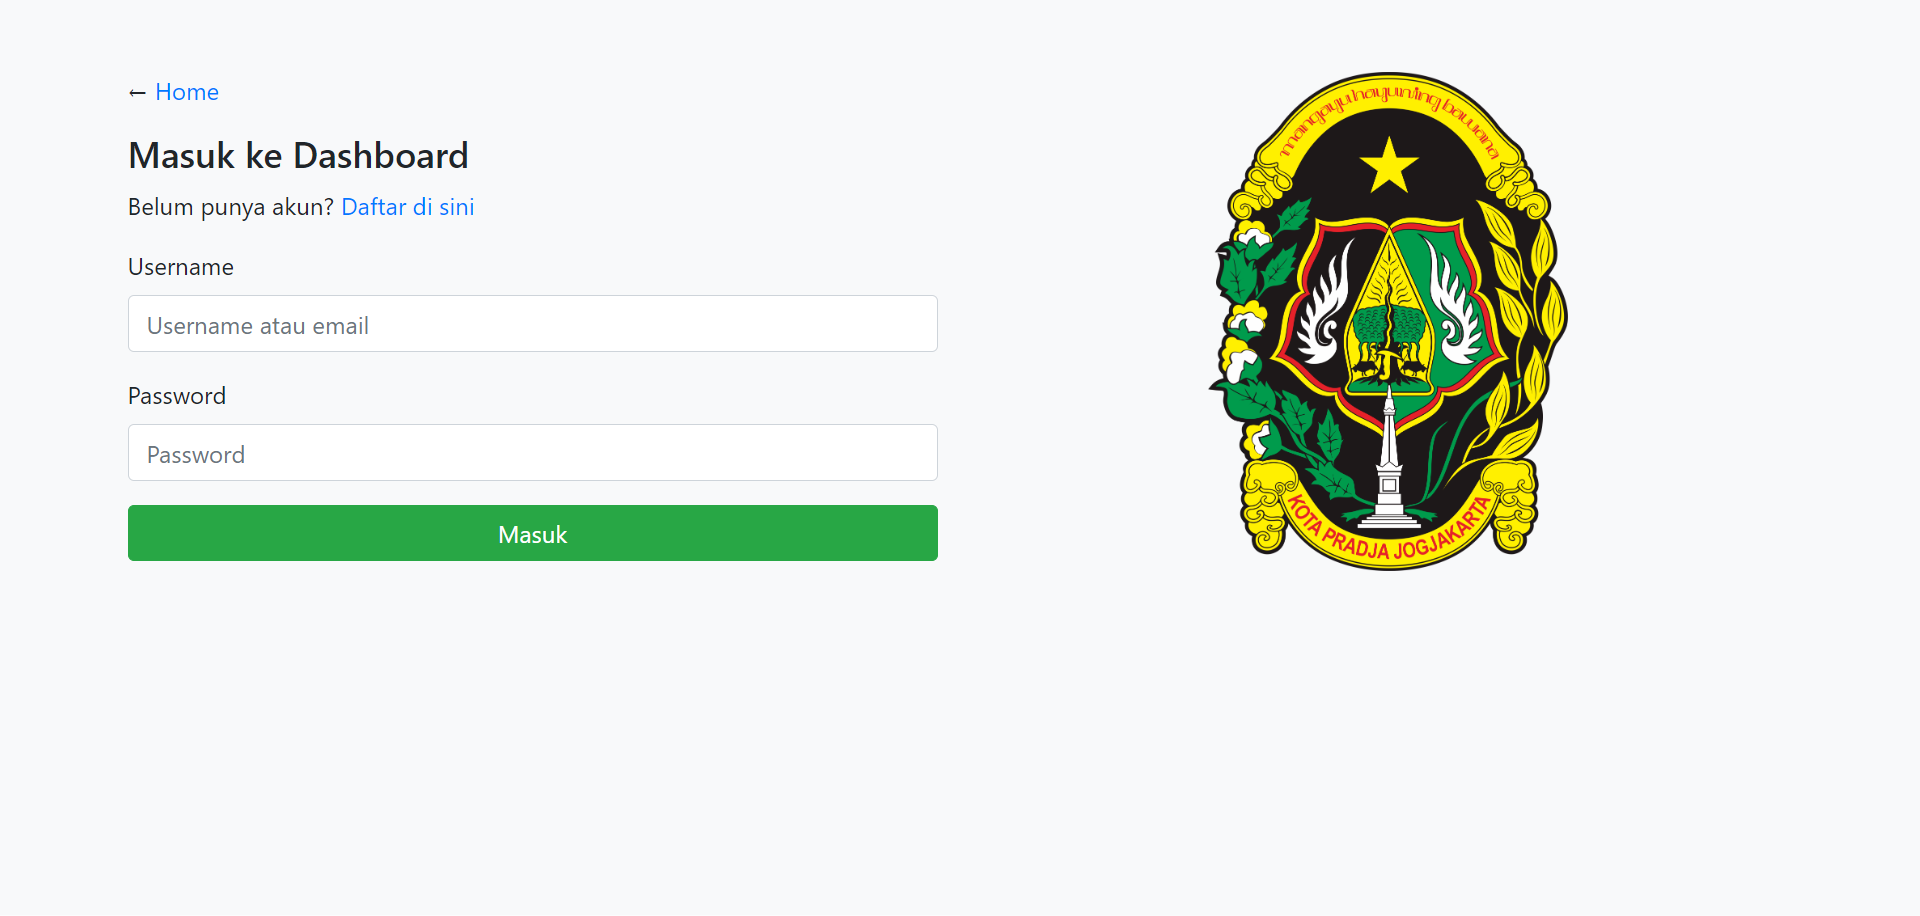 ← Home
Masuk ke Dashboard
Belum punya akun? Daftar di sini
Username
Username atau email
Password
Password
Masuk
mangayu hayuning bawana
KOTA PRADJA JOGJAKARTA